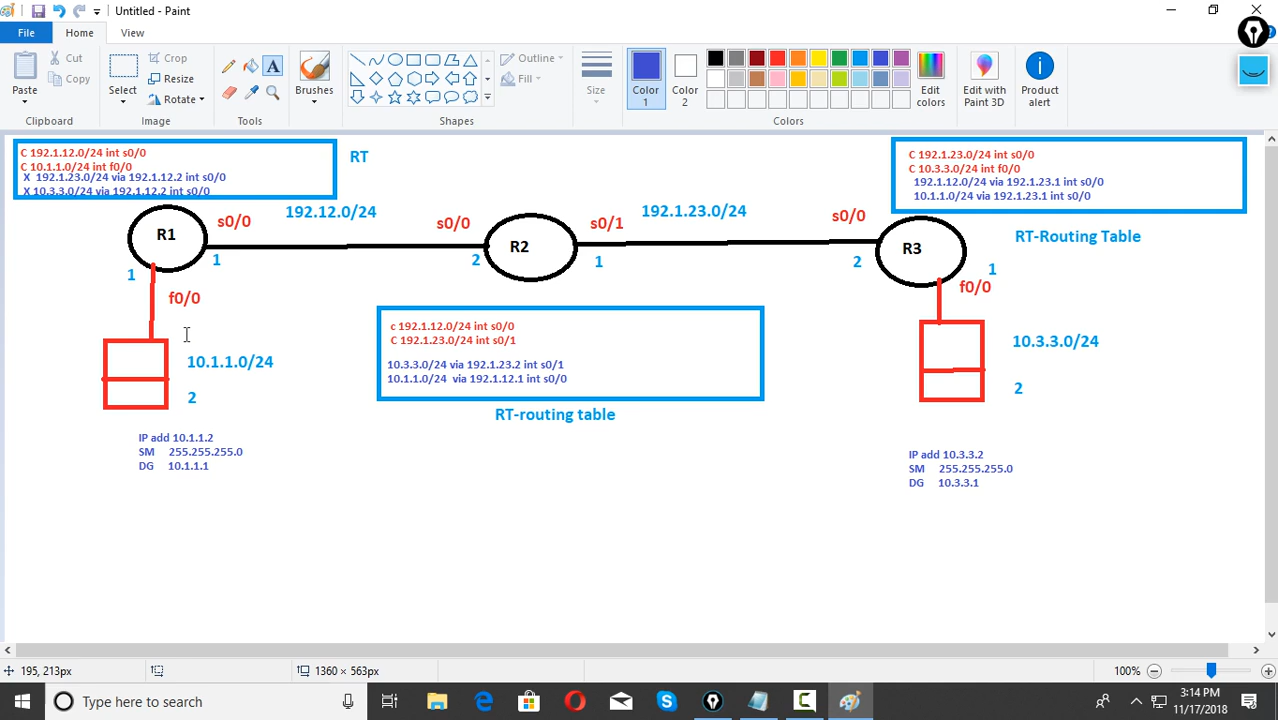 Untitled - Paint
File
Home
View
Paste
Cut
Copy
Clipboard
Select
Crop
Resize
Rotate
Image
A
Tools
Brushes
Outline
Fill
Shapes
Size
Color 1
Color 2
Edit colors
Colors
Edit with Paint 3D
Product alert
C 192.1.12.0/24 int s0/0
C 10.1.1.0/24 int f0/0
X 192.1.23.0/24 via 192.1.12.2 int s0/0
X 10.3.3.0/24 via 192.1.12.2 int s0/0
RT
C 192.1.23.0/24 int s0/0
C 10.3.3.0/24 int f0/0
192.1.12.0/24 via 192.1.23.1 int s0/0
10.1.1.0/24 via 192.1.23.1 int s0/0
RT-Routing Table
R1
s0/0
192.12.0/24
s0/0
R2
s0/1
192.1.23.0/24
s0/0
R3
1
1
2
1
2
1
f0/0
f0/0
c 192.1.12.0/24 int s0/0
C 192.1.23.0/24 int s0/1
10.3.3.0/24 via 192.1.23.2 int s0/1
10.1.1.0/24 via 192.1.12.1 int s0/0
RT-routing table
10.1.1.0/24
2
10.3.3.0/24
2
IP add 10.1.1.2
SM 255.255.255.0
DG 10.1.1.1
IP add 10.3.3.2
SM 255.255.255.0
DG 10.3.3.1
195, 213px
1360 × 563px
100%
Type here to search
3:14 PM
11/17/2018